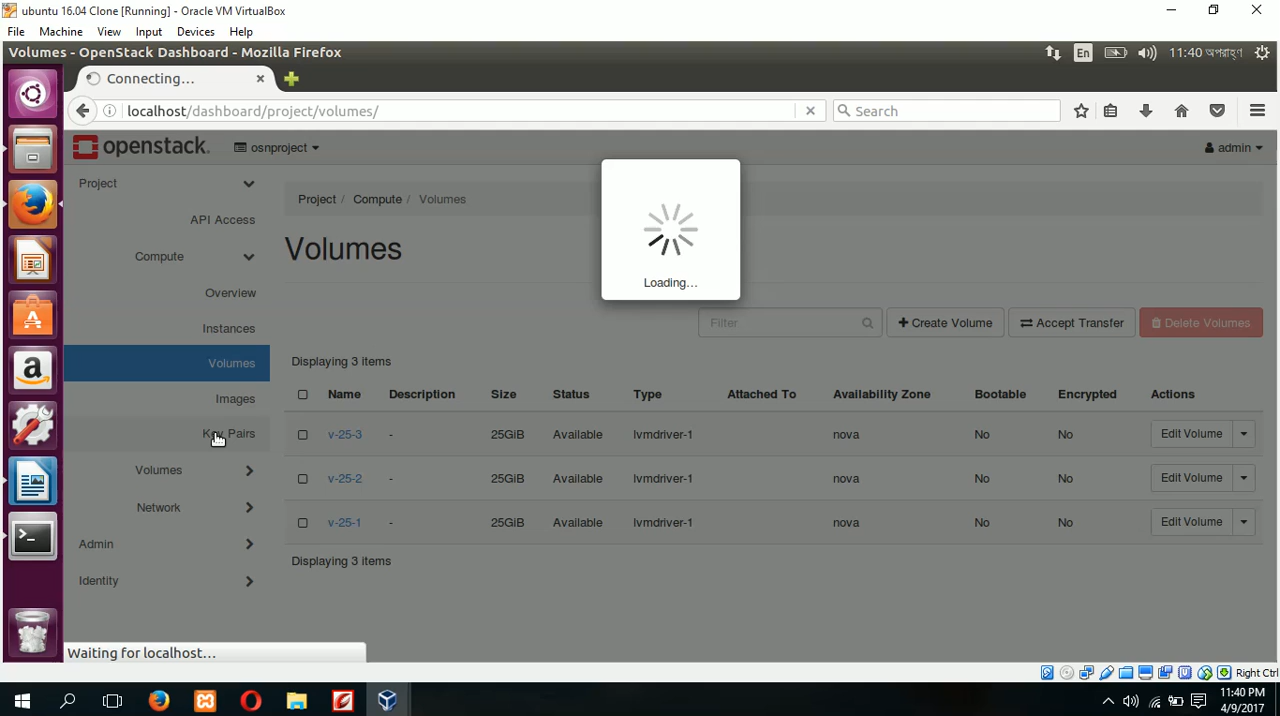 ubuntu 16.04 Clone [Running] - Oracle VM VirtualBox
File Machine View Input Devices Help
Volumes - OpenStack Dashboard - Mozilla Firefox
En 11:40 অপরাহ্ণ
Connecting…
localhost/dashboard/project/volumes/
Search
openstack.
osnproject
admin
Project
API Access
Compute
Overview
Instances
Volumes
Images
Key Pairs
Volumes
Network
Admin
Identity
Project / Compute / Volumes
Volumes
Loading…
Filter
Create Volume
Accept Transfer
Delete Volumes
Displaying 3 items
Name Description Size Status Type Attached To Availability Zone Bootable Encrypted Actions
v-25-3 - 25GiB Available lvmdriver-1 nova No No Edit Volume
v-25-2 - 25GiB Available lvmdriver-1 nova No No Edit Volume
v-25-1 - 25GiB Available lvmdriver-1 nova No No Edit Volume
Displaying 3 items
Waiting for localhost…
Right Ctrl
11:40 PM
4/9/2017